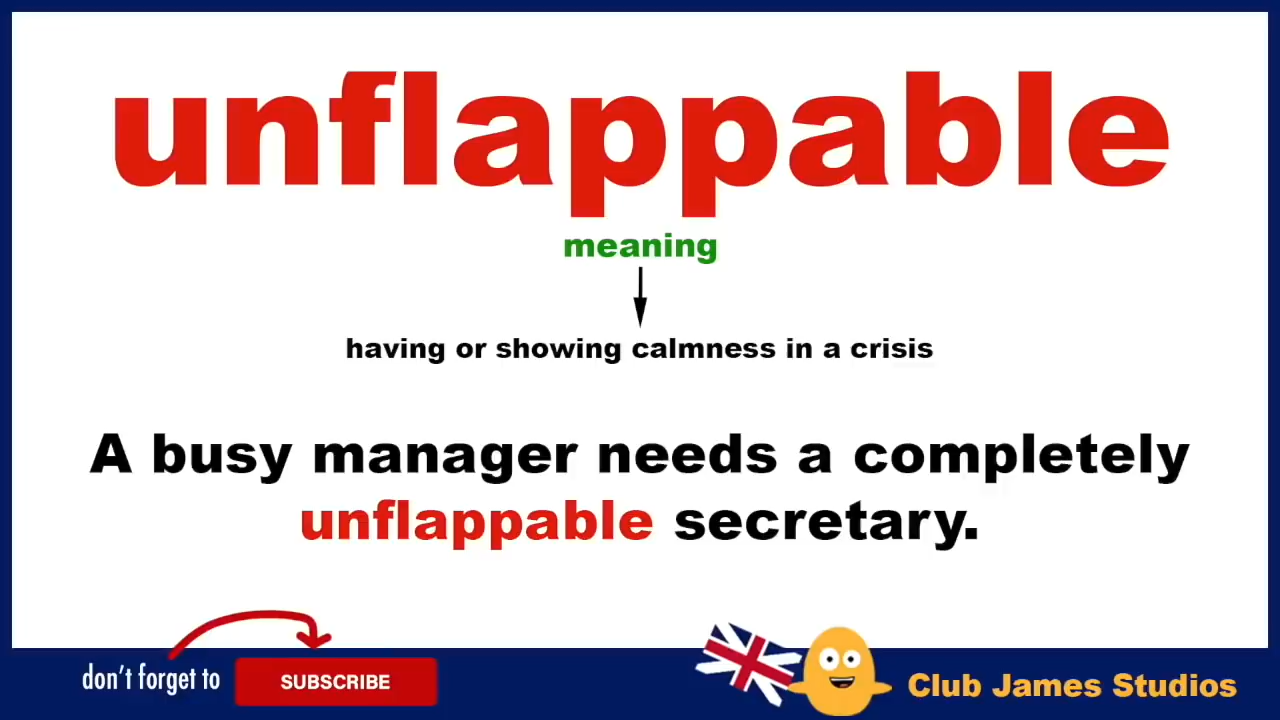 unflappable
meaning
having or showing calmness in a crisis
A busy manager needs a completely
unflappable secretary.
don't forget to SUBSCRIBE
Club James Studios